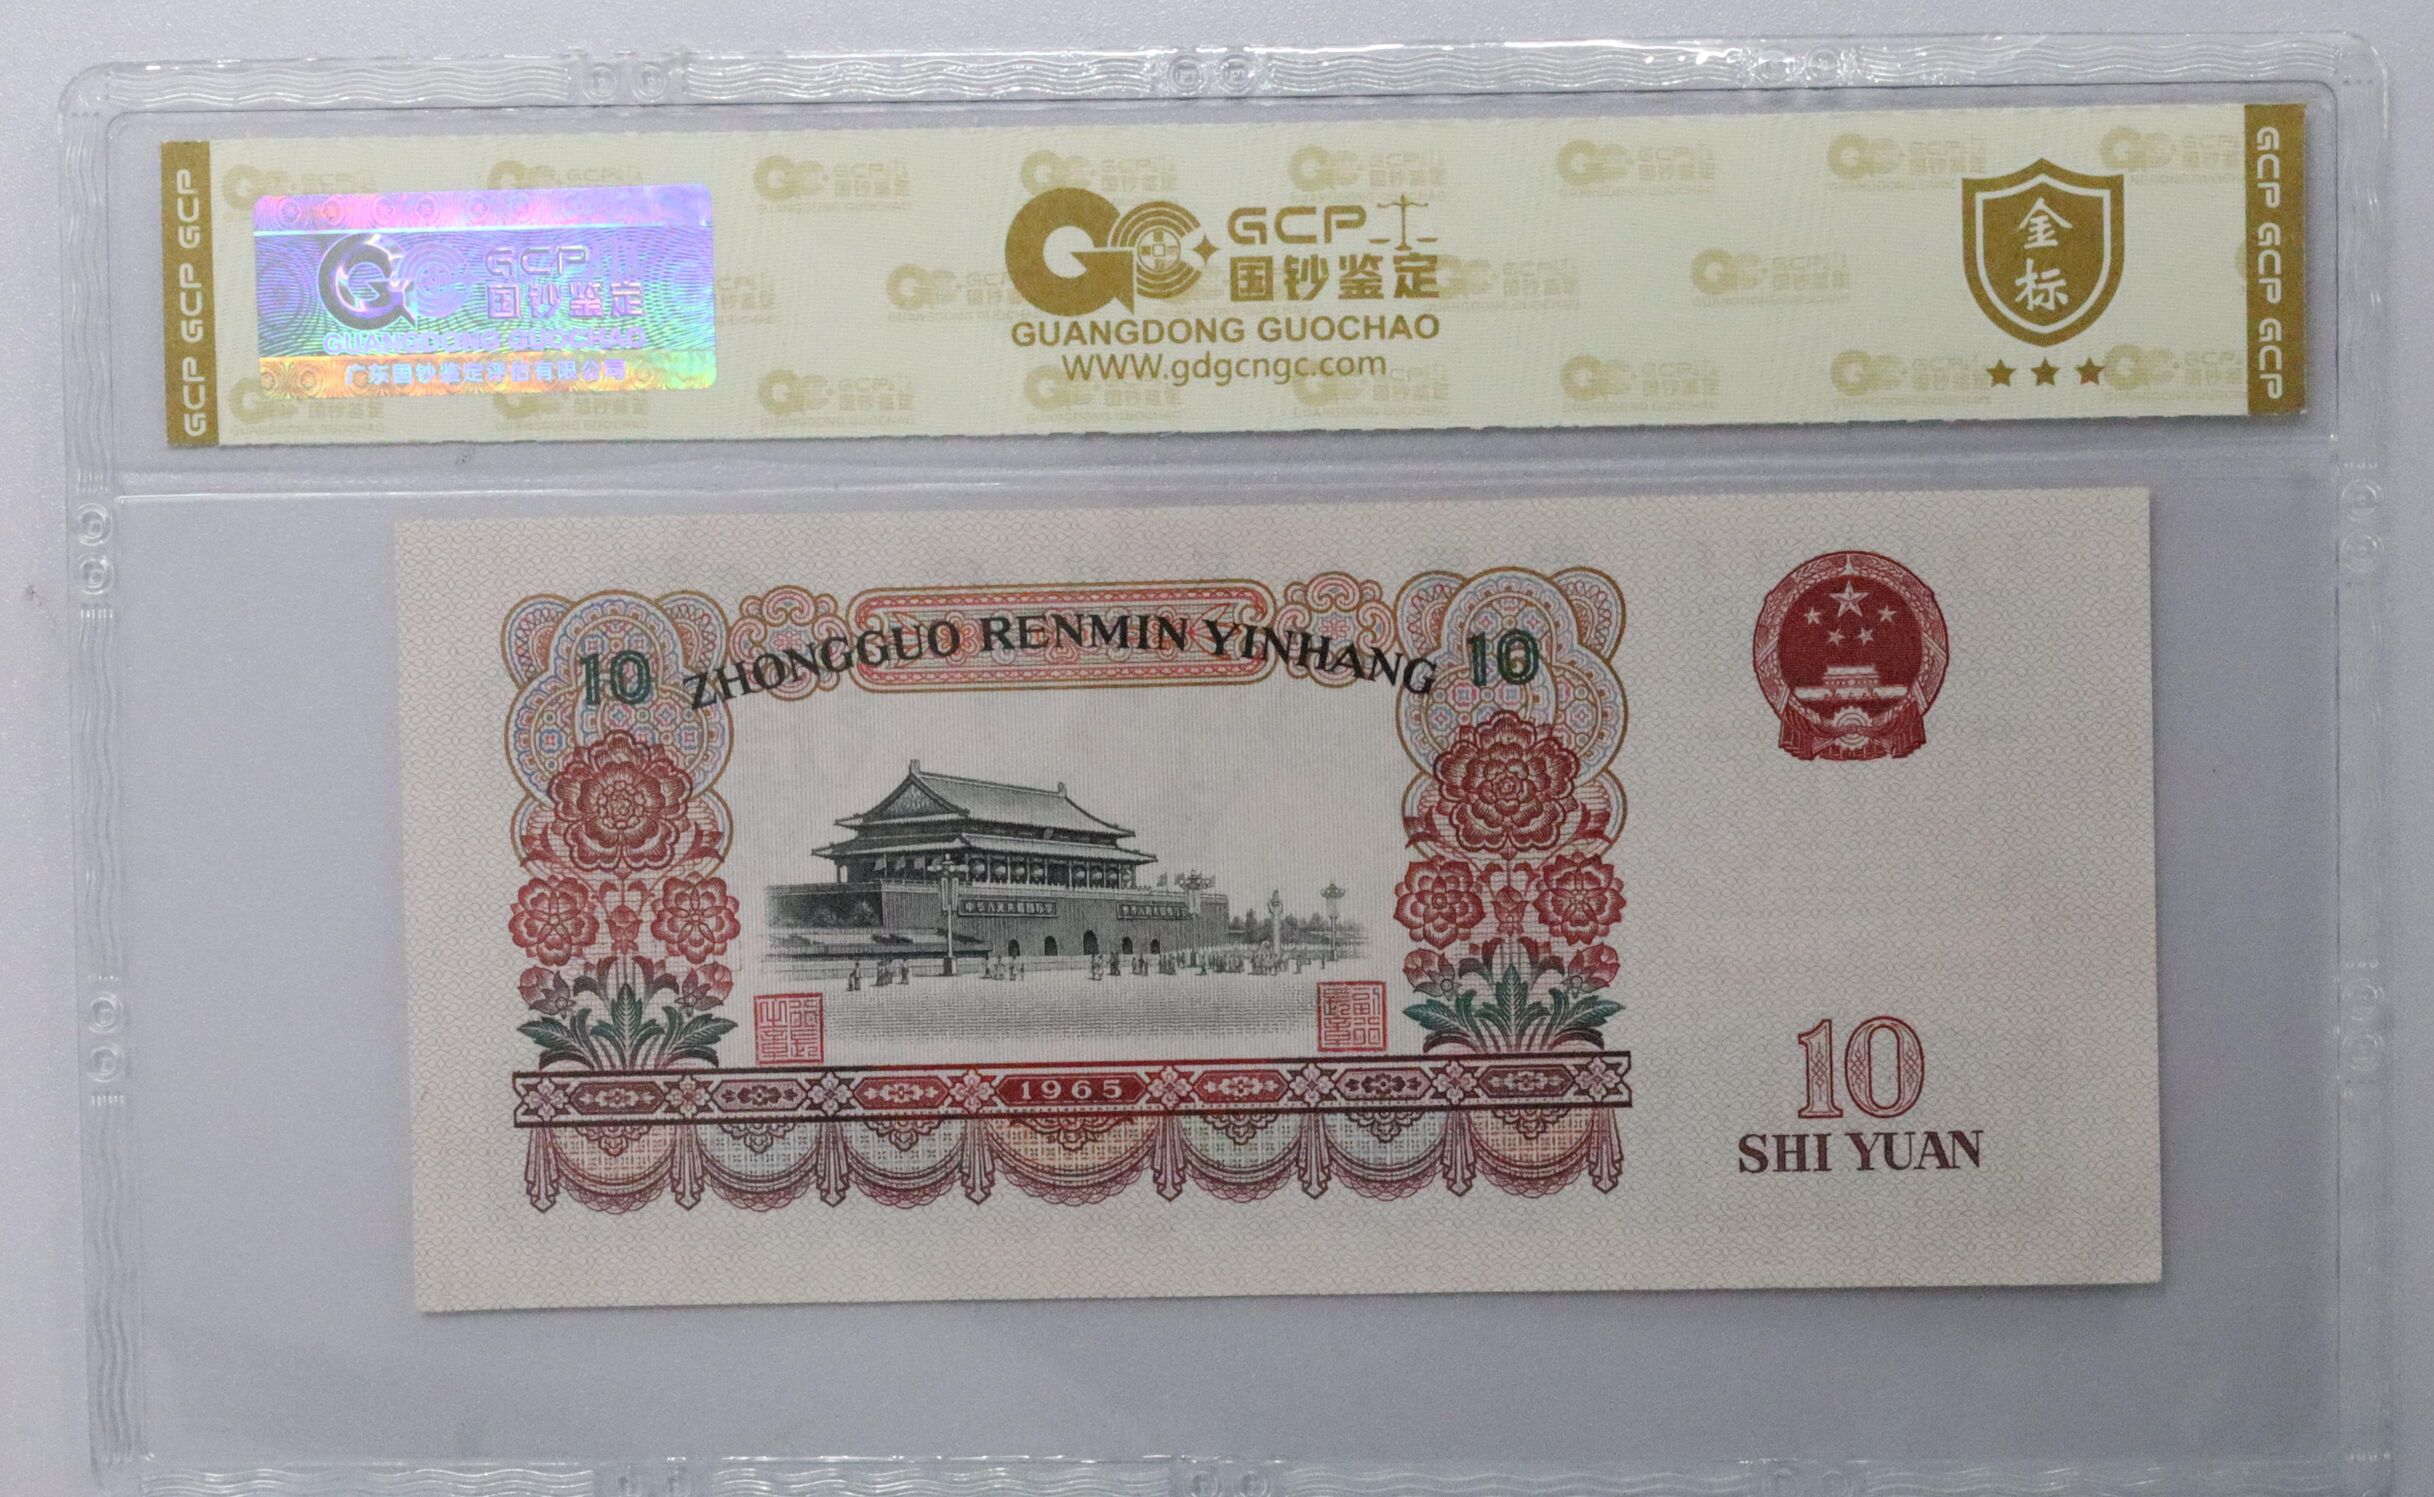 GCP GCP GCP
GCP
国钞鉴定
GUANGDONG GUOCHAO
广东国钞鉴定评估有限公司
GCP
国钞鉴定
GUANGDONG GUOCHAO
WWW.gdgcngc.com
金
标
GCP GCP GCP
ZHONGGUO RENMIN YINHANG
10
10
1965
10
SHI YUAN